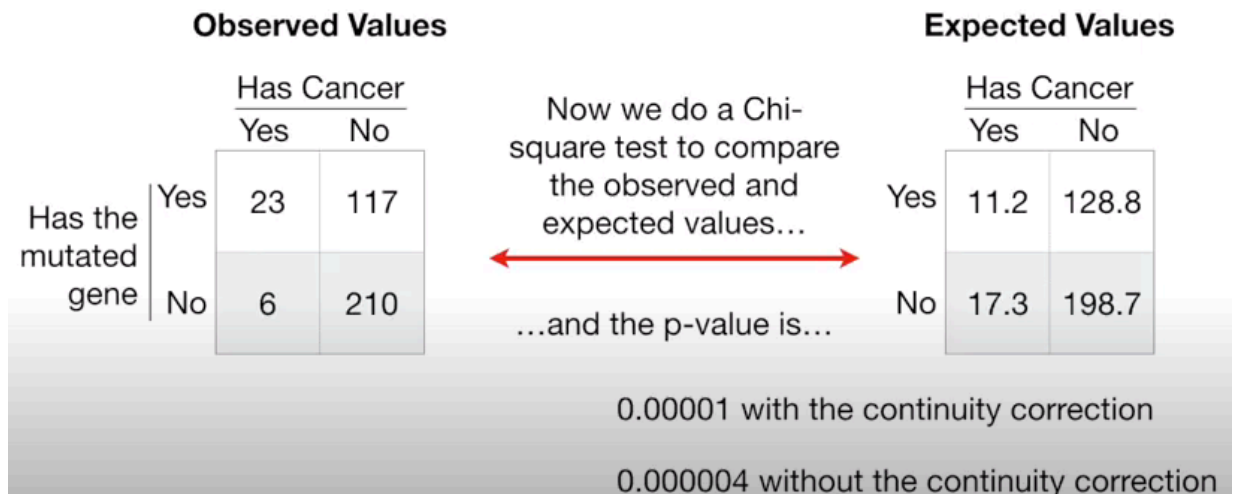 Observed Values
Has Cancer
Yes No
Has the
mutated
gene
Yes 23 117
No 6 210
Now we do a Chi-
square test to compare
the observed and
expected values…
…and the p-value is…
Expected Values
Has Cancer
Yes No
Yes 11.2 128.8
No 17.3 198.7
0.00001 with the continuity correction
0.000004 without the continuity correction